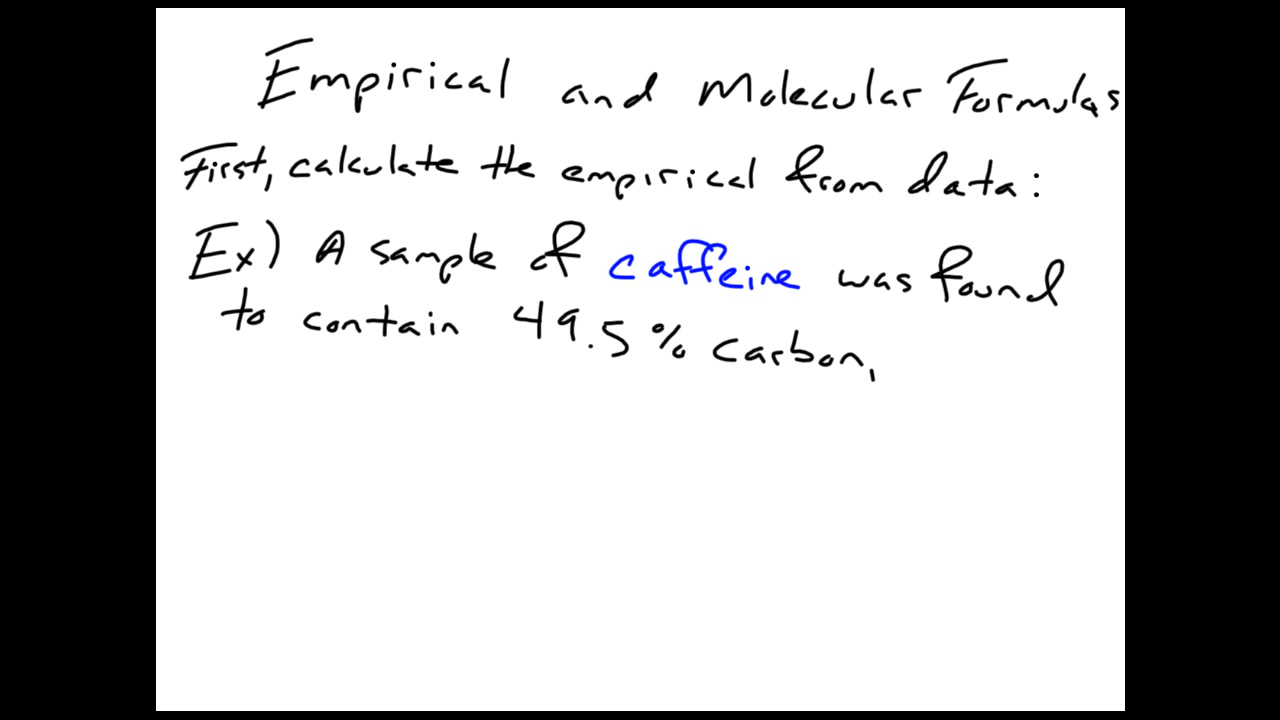 Empirical and Molecular Formulas
First, calculate the empirical from data:
Ex) A sample of caffeine was found
to contain 49.5% carbon,